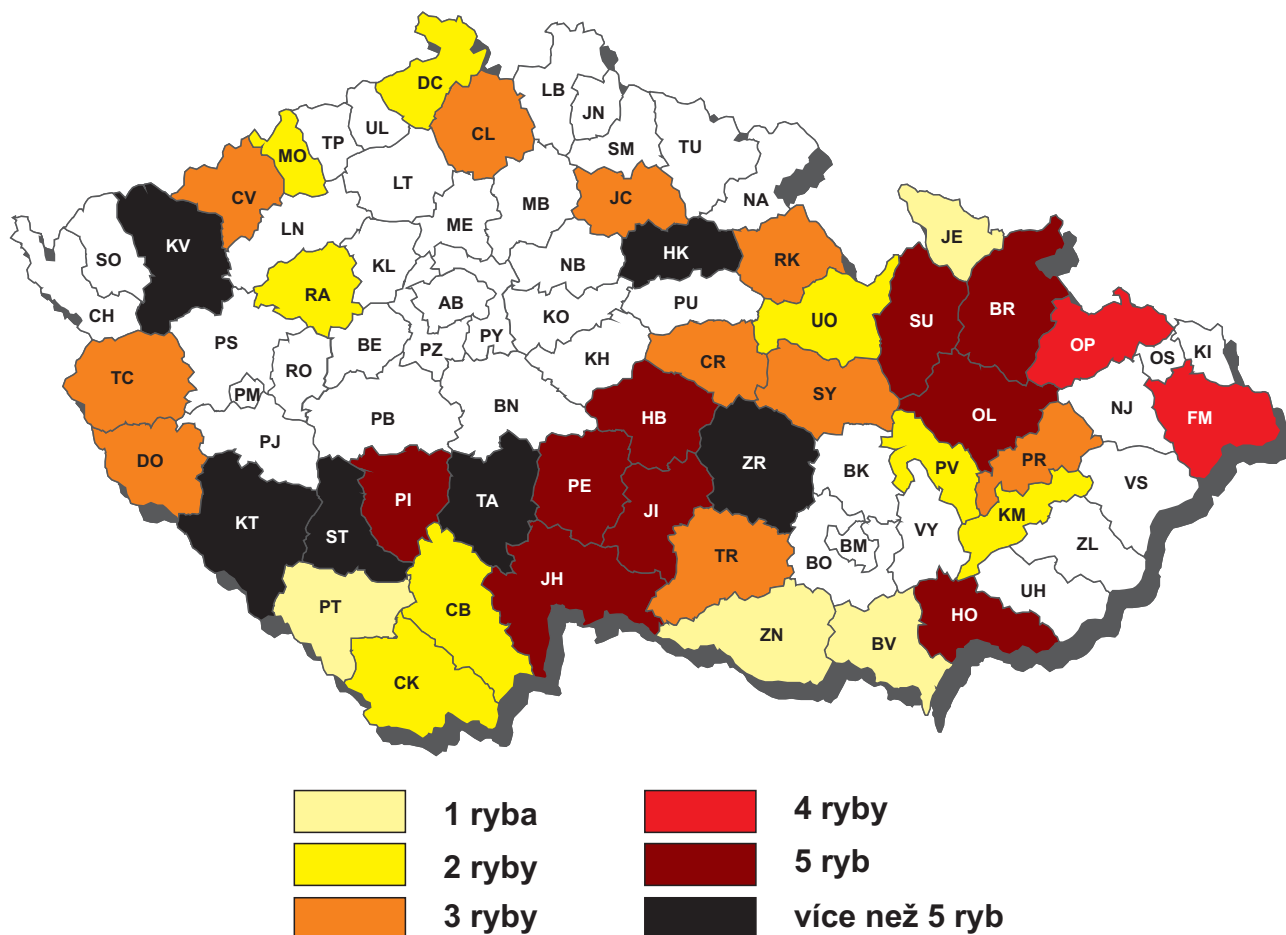 DC
LB
JN
UL
TP
CL
SM
TU
MO
LT
CV
JC
NA
MB
ME
LN
JE
KV
SO
HK
RK
NB
KL
RA
AB
BR
CH
PU
KO
UO
SU
PY
PS
BE
PZ
OP
OS
KI
KH
CR
TC
RO
PM
SY
BN
NJ
PB
HB
OL
FM
PJ
DO
ZR
PR
PV
BK
VS
PE
TA
PI
JI
KM
KT
ST
VY
BM
ZL
TR
BO
JH
UH
PT
CB
HO
ZN
BV
CK
1 ryba
2 ryby
3 ryby
4 ryby
5 ryb
více než 5 ryb